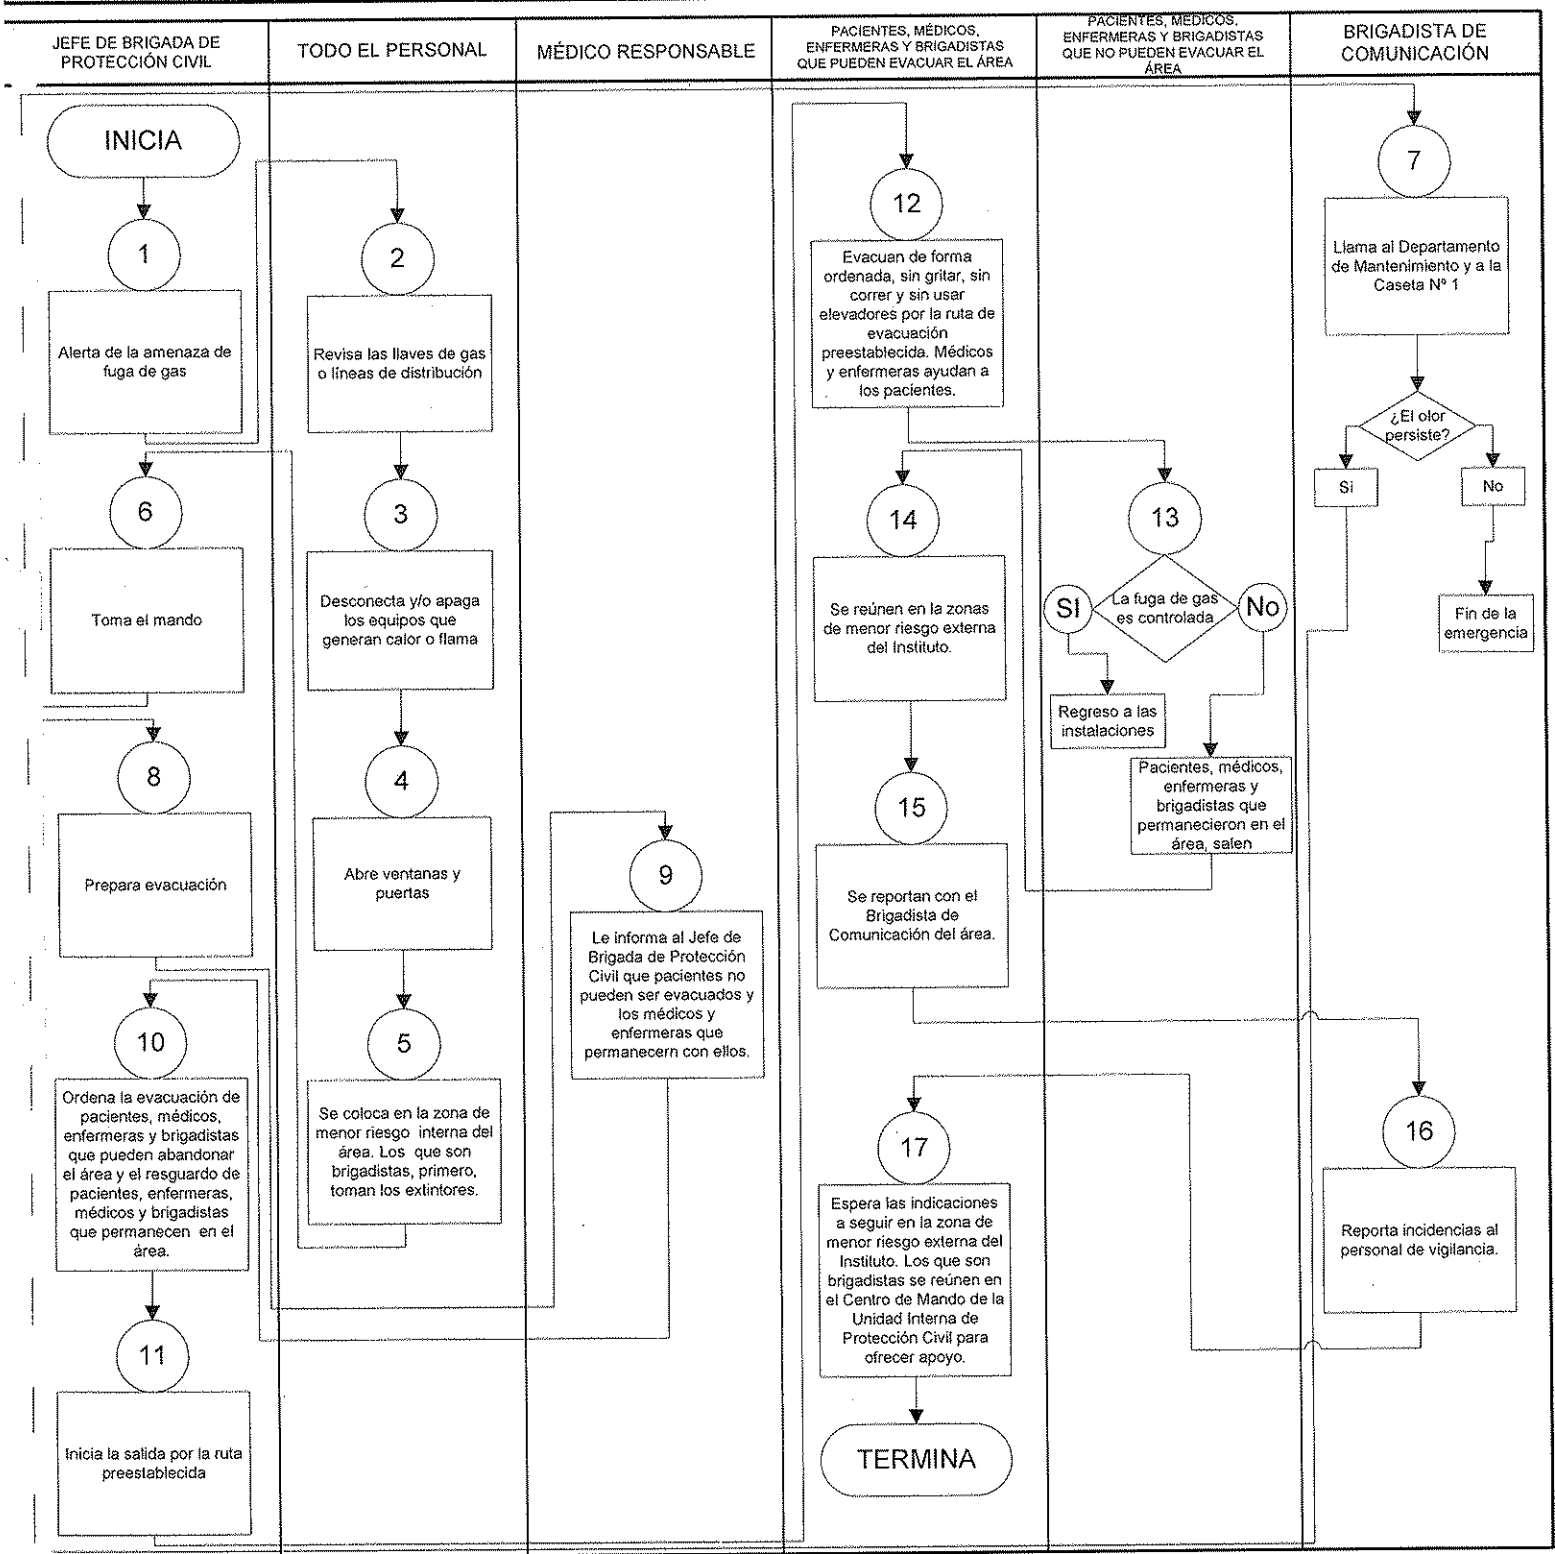 JEFE DE BRIGADA DE
PROTECCIÓN CIVIL
TODO EL PERSONAL
MÉDICO RESPONSABLE
PACIENTES, MÉDICOS,
ENFERMERAS Y BRIGADISTAS
QUE PUEDEN EVACUAR EL ÁREA
PACIENTES, MEDICOS,
ENFERMERAS Y BRIGADISTAS
QUE NO PUEDEN EVACUAR EL
ÁREA
BRIGADISTA DE
COMUNICACIÓN
INICIA
1
Alerta de la amenaza de
fuga de gas
2
Revisa las llaves de gas
o líneas de distribución
3
Desconecta y/o apaga
los equipos que
generan calor o flama
4
Abre ventanas y
puertas
5
Se coloca en la zona de
menor riesgo interna del
área. Los que son
brigadistas, primero,
toman los extintores.
6
Toma el mando
7
Llama al Departamento
de Mantenimiento y a la
Caseta Nº 1
¿El olor
persiste?
Si
No
Fin de la
emergencia
8
Prepara evacuación
9
Le informa al Jefe de
Brigada de Protección
Civil que pacientes no
pueden ser evacuados y
los médicos y
enfermeras que
permanecern con ellos.
10
Ordena la evacuación de
pacientes, médicos,
enfermeras y brigadistas
que pueden abandonar
el área y el resguardo de
pacientes, enfermeras,
médicos y brigadistas
que permanecen en el
área.
11
Inicia la salida por la ruta
preestablecida
12
Evacuan de forma
ordenada, sin gritar, sin
correr y sin usar
elevadores por la ruta de
evacuación
preestablecida. Médicos
y enfermeras ayudan a
los pacientes.
13
La fuga de gas
es controlada
SI
No
Regreso a las
instalaciones
Pacientes, médicos,
enfermeras y
brigadistas que
permanecieron en el
área, salen
14
Se reúnen en la zonas
de menor riesgo externa
del Instituto.
15
Se reportan con el
Brigadista de
Comunicación del área.
16
Reporta incidencias al
personal de vigilancia.
17
Espera las indicaciones
a seguir en la zona de
menor riesgo externa del
Instituto. Los que son
brigadistas se reúnen en
el Centro de Mando de la
Unidad Interna de
Protección Civil para
ofrecer apoyo.
TERMINA